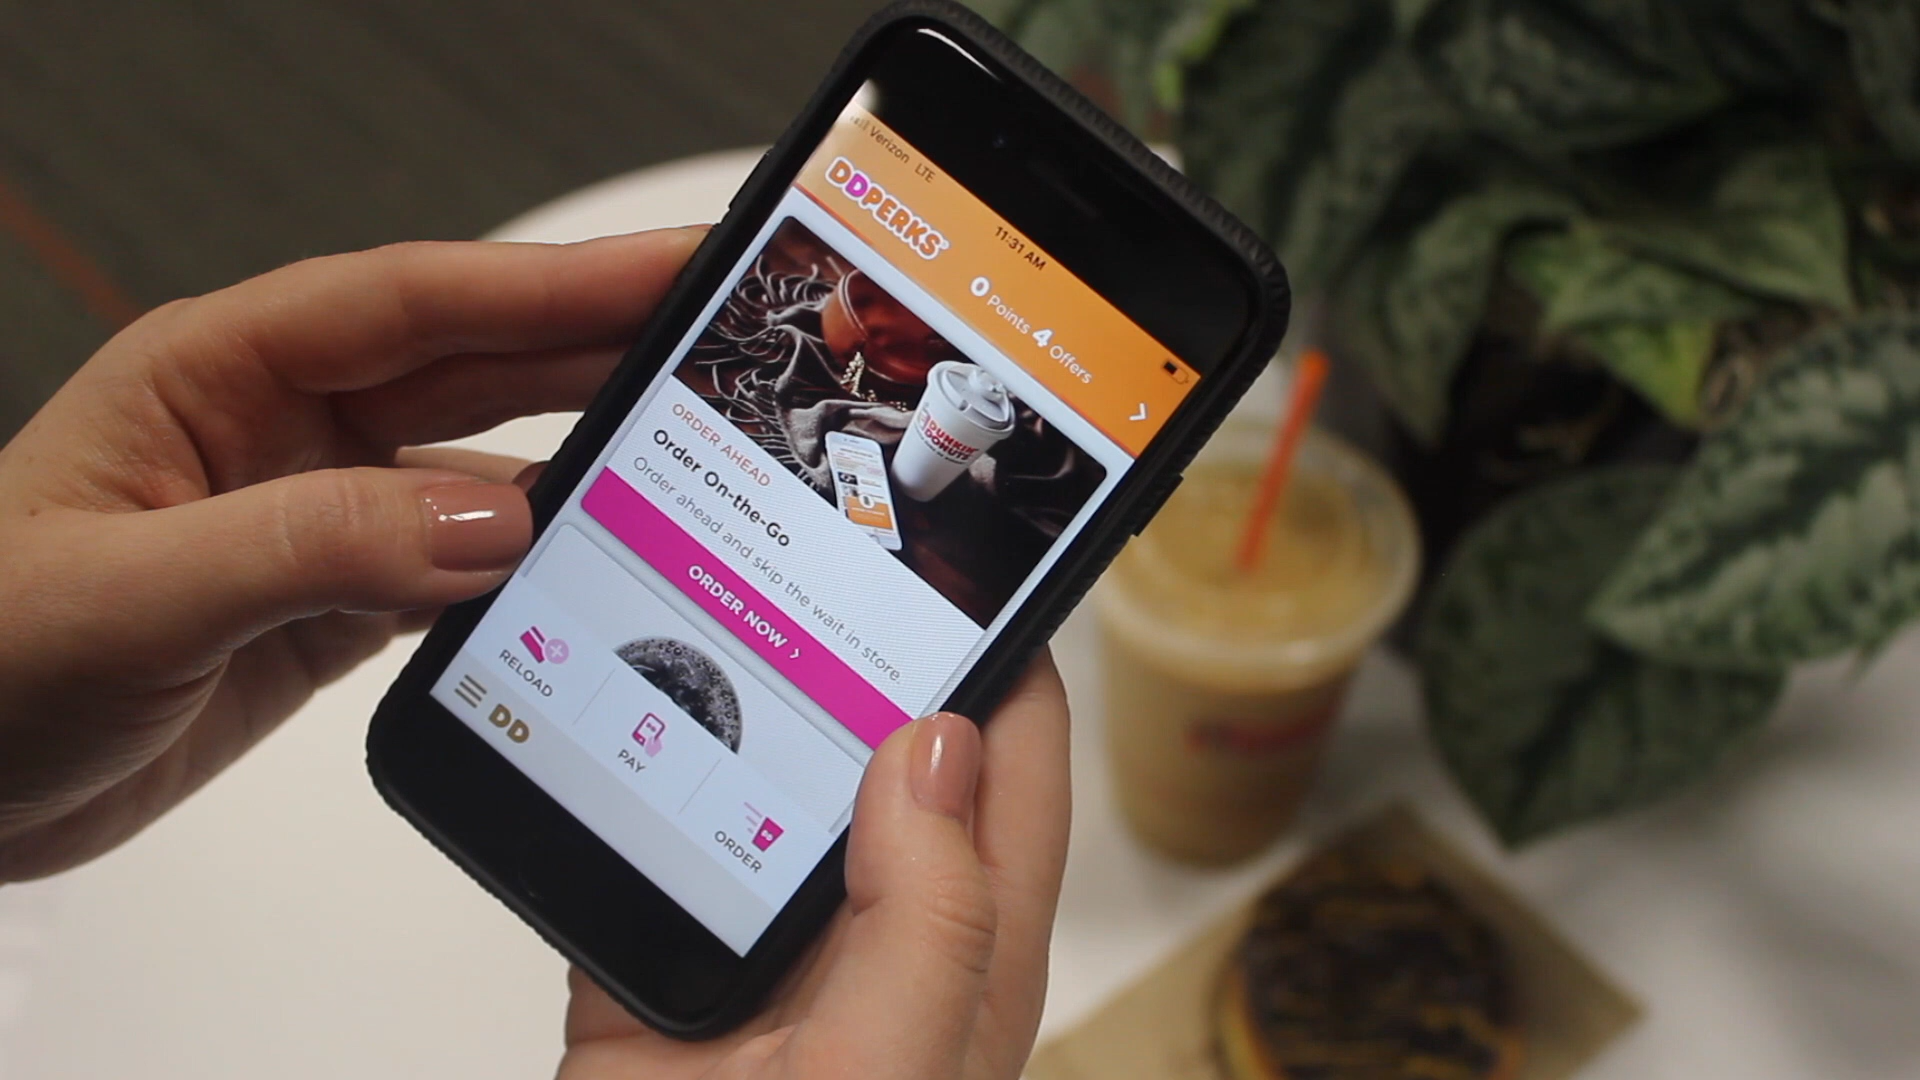 Verizon LTE
11:31 AM
DDPERKS
0 Points 4 Offers
DUNKIN'
DONUTS
ORDER AHEAD
Order On-the-Go
Order ahead and skip the wait in store.
ORDER NOW
RELOAD
PAY
DD
ORDER
DD